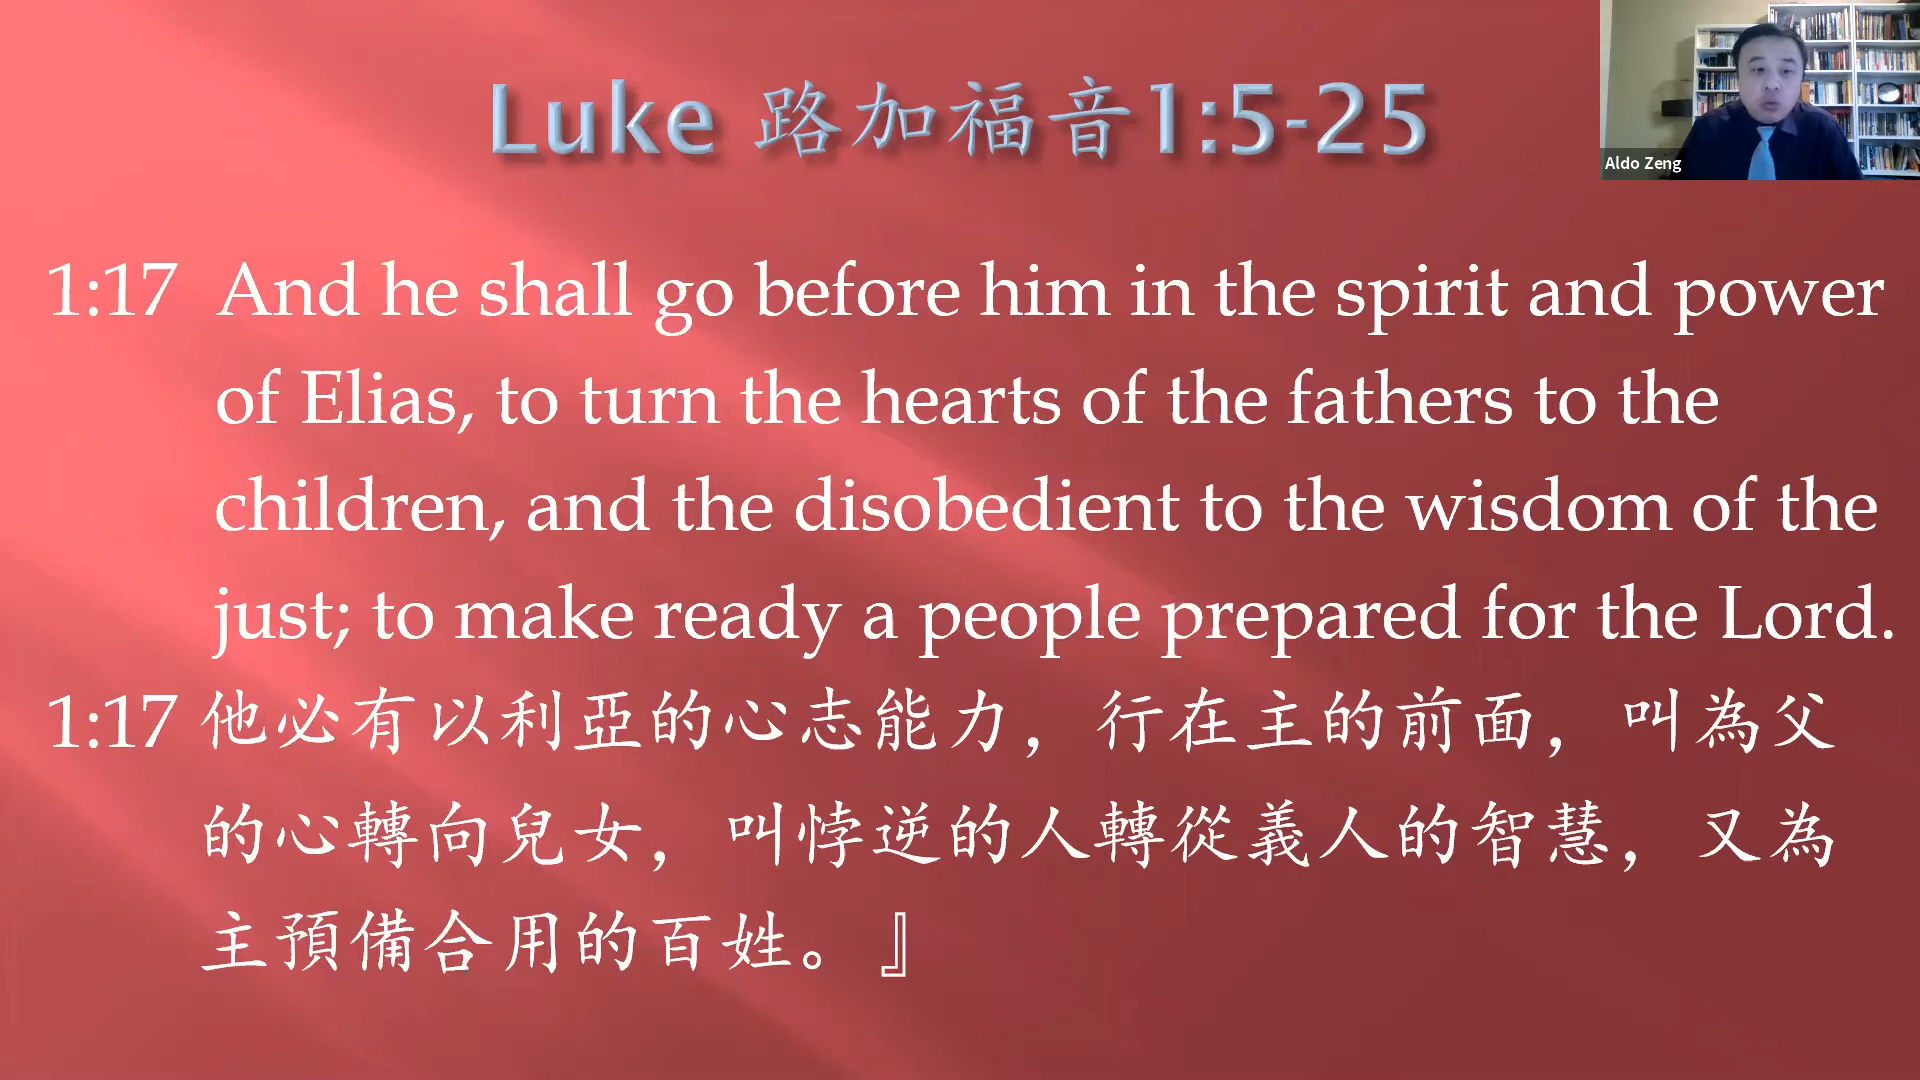 Luke 路加福音1:5-25
Aldo Zeng
1:17 And he shall go before him in the spirit and power
of Elias, to turn the hearts of the fathers to the
children, and the disobedient to the wisdom of the
just; to make ready a people prepared for the Lord.
1:17 他必有以利亞的心志能力，行在主的前面，叫為父
的心轉向兒女，叫悖逆的人轉從義人的智慧，又為
主預備合用的百姓。』